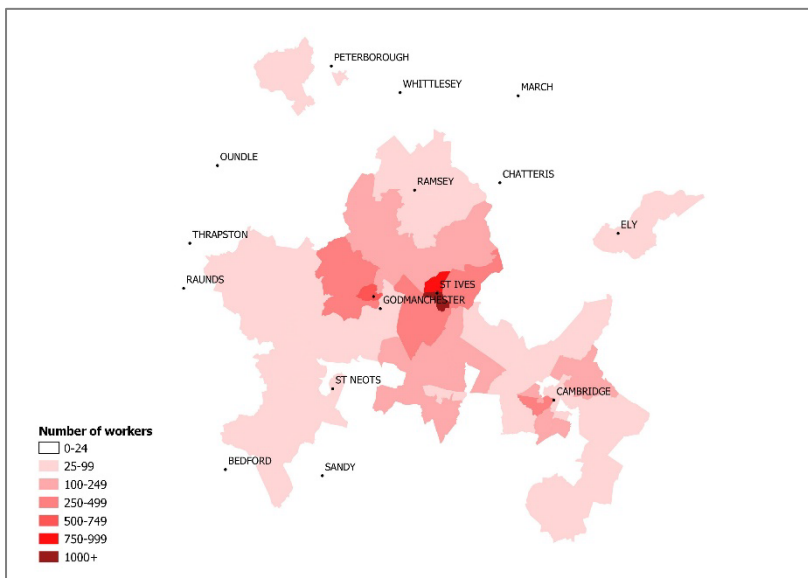 PETERBOROUGH
WHITTLESEY
MARCH
OUNDLE
RAMSEY
CHATTERIS
ELY
THRAPSTON
RAUNDS
ST IVES
GODMANCHESTER
ST NEOTS
CAMBRIDGE
BEDFORD
SANDY
Number of workers
0-24
25-99
100-249
250-499
500-749
750-999
1000+